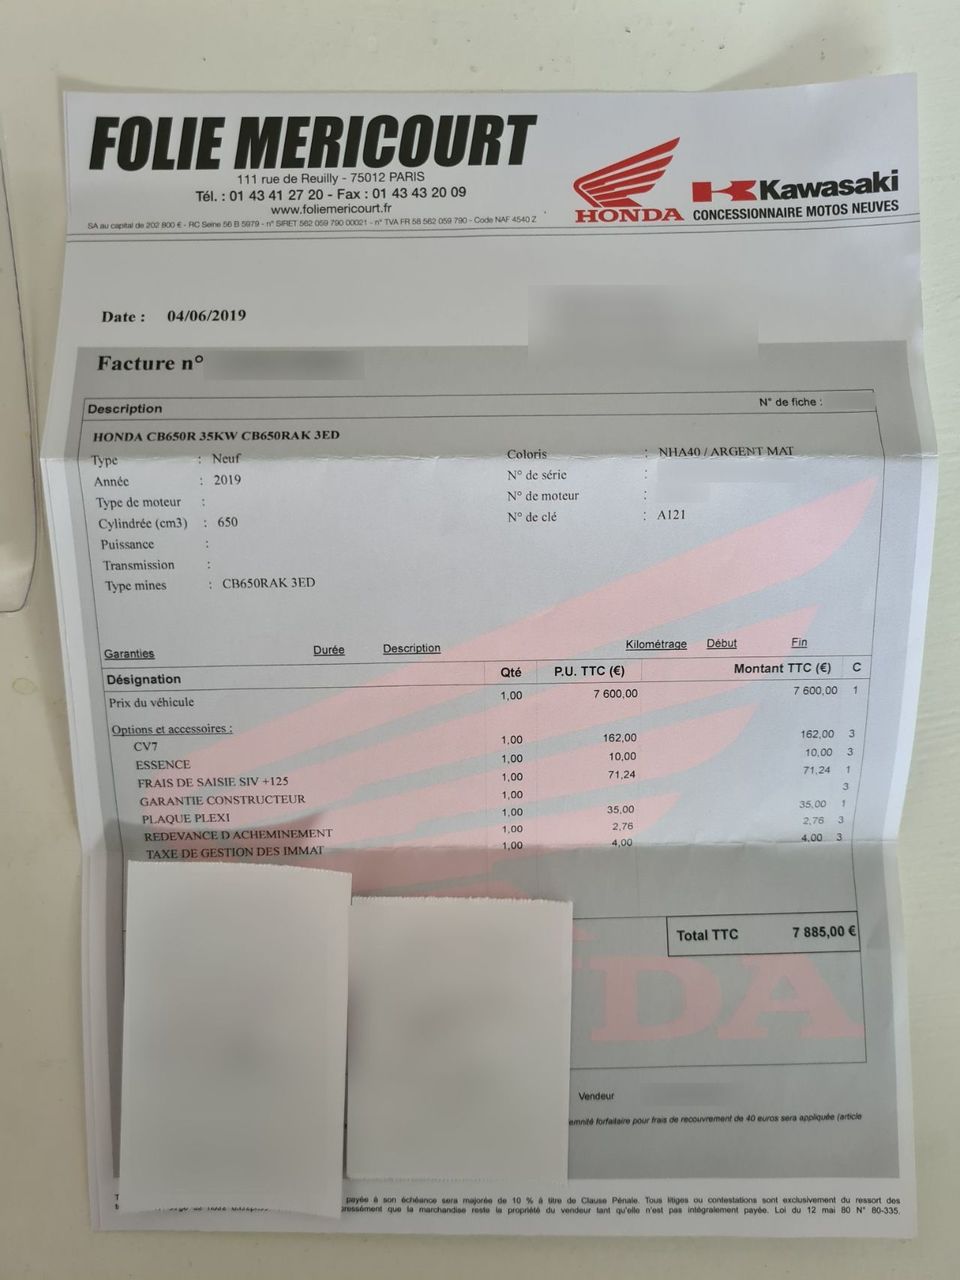 FOLIE MERICOURT
111 rue de Reuilly - 75012 PARIS
Tél. : 01 43 41 27 20 - Fax : 01 43 43 20 09
www.foliemericourt.fr
SA au capital de 202 800 € - RC Seine 56 B 5979 - n° SIRET 562 059 790 00021 - n° TVA FR 58 562 059 790 - Code NAF 4540 Z
HONDA
Kawasaki
CONCESSIONNAIRE MOTOS NEUVES
Date : 04/06/2019
Facture n°
Description N° de fiche :
HONDA CB650R 35KW CB650RAK 3ED
Type : Neuf Coloris : NHA40 / ARGENT MAT
Année : 2019 N° de série :
Type de moteur : N° de moteur :
Cylindrée (cm3) : 650 N° de clé : A121
Puissance :
Transmission :
Type mines : CB650RAK 3ED
Garanties Durée Description Kilométrage Début Fin
Désignation Qté P.U. TTC (€) Montant TTC (€) C
Prix du véhicule 1,00 7 600,00 7 600,00 1
Options et accessoires :
CV7 1,00 162,00 162,00 3
ESSENCE 1,00 10,00 10,00 3
FRAIS DE SAISIE SIV +125 1,00 71,24 71,24 1
GARANTIE CONSTRUCTEUR 1,00 3
PLAQUE PLEXI 1,00 35,00 35,00 1
REDEVANCE D ACHEMINEMENT 1,00 2,76 2,76 3
TAXE DE GESTION DES IMMAT 1,00 4,00 4,00 3
Total TTC 7 885,00 €
DA
Vendeur
emnité forfaitaire pour frais de recouvrement de 40 euros sera appliquée (article
payée à son échéance sera majorée de 10 % à titre de Clause Pénale. Tous litiges ou contestations sont exclusivement du ressort des
ressément que la marchandise reste la propriété du vendeur tant qu'elle n'est pas intégralement payée. Loi du 12 mai 80 N° 80-335.